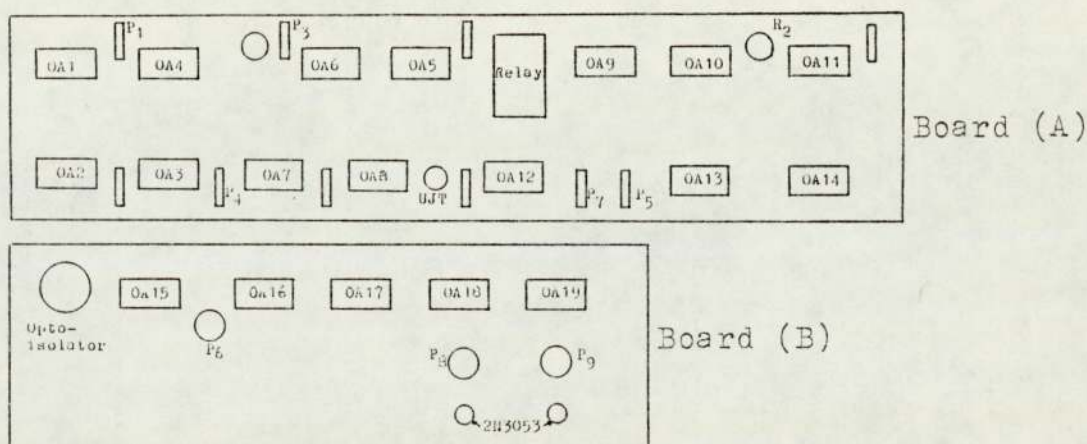 P1 P3 R2
OA1 OA4 OA6 OA5 Relay OA9 OA10 OA11
Board (A)
OA2 OA3 P4 OA7 OA8 UJT OA12 P7 P5 OA13 OA14
OA15 OA16 OA17 OA18 OA19
Opto-
isolator
P6 P8 P9
Board (B)
2N3053